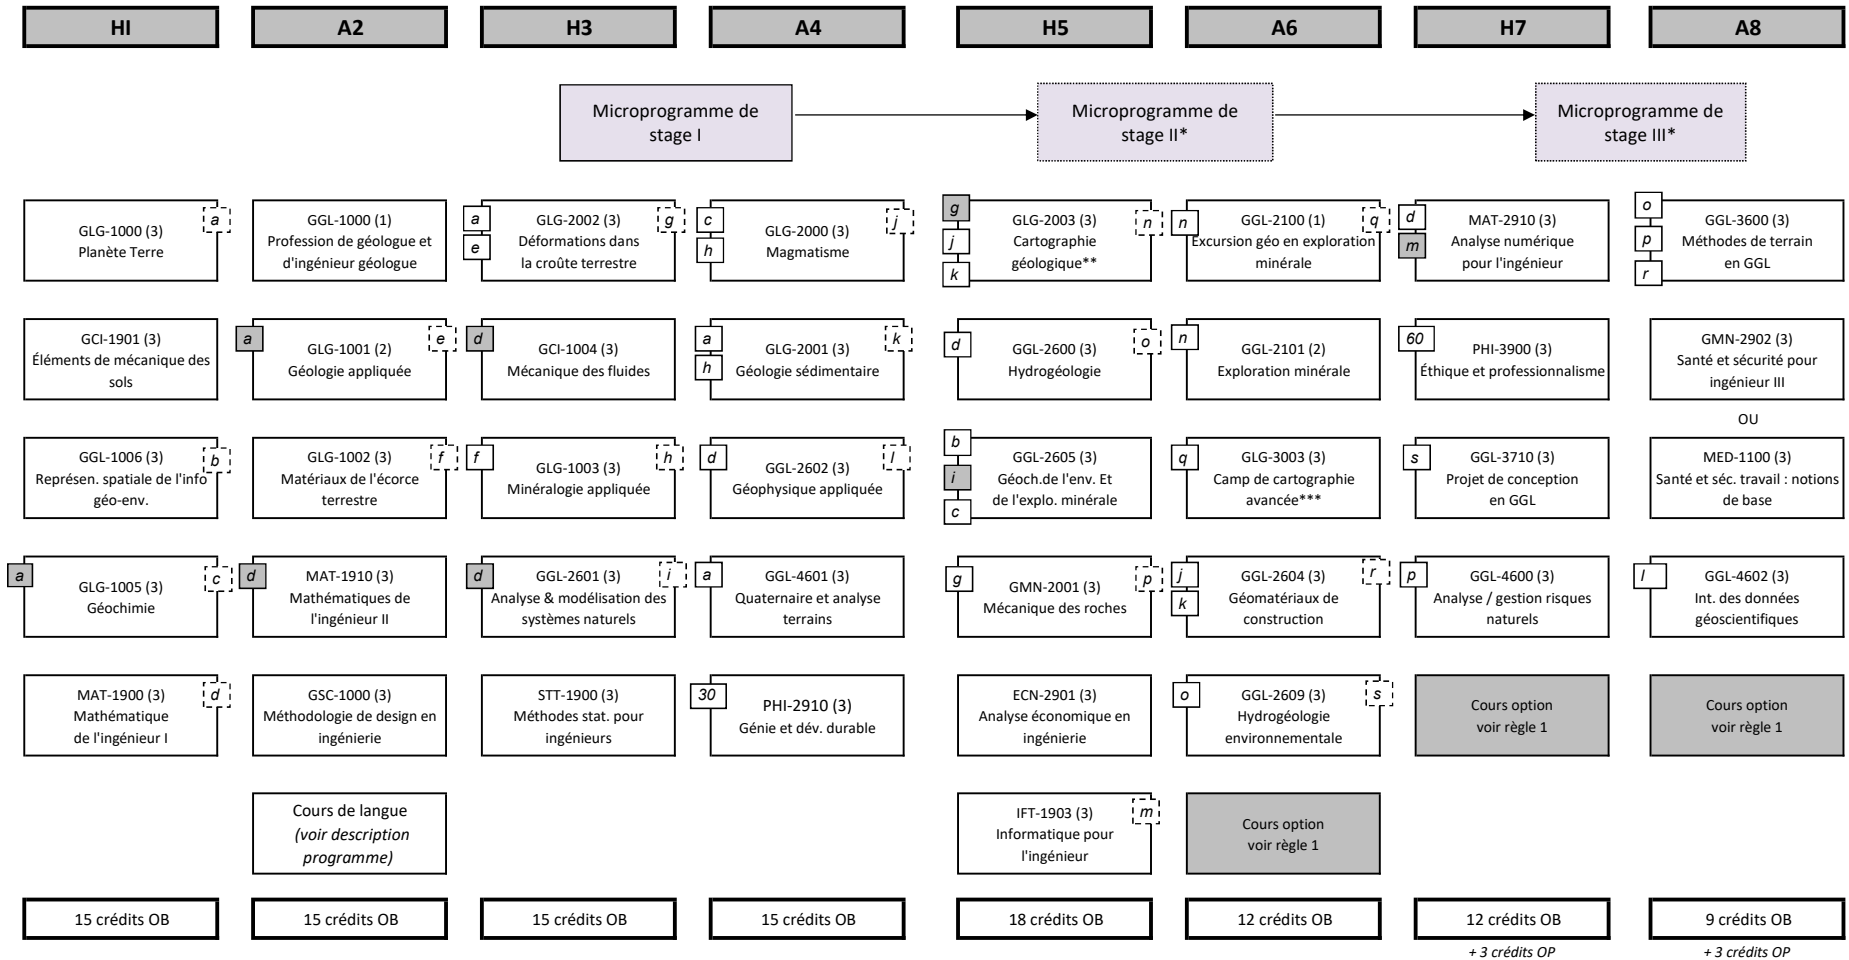 HI
A2
H3
A4
H5
A6
H7
A8
Microprogramme de
stage I
Microprogramme de
stage II*
Microprogramme de
stage III*
GLG-1000 (3)
Planète Terre
a
GCI-1901 (3)
Éléments de mécanique des
sols
GGL-1006 (3)
Représen. spatiale de l'info
géo-env.
b
a
GLG-1005 (3)
Géochimie
c
MAT-1900 (3)
Mathématique
de l'ingénieur I
d
15 crédits OB
GGL-1000 (1)
Profession de géologue et
d'ingénieur géologue
a
GLG-1001 (2)
Géologie appliquée
e
GLG-1002 (3)
Matériaux de l'écorce
terrestre
f
d
MAT-1910 (3)
Mathématiques de
l'ingénieur II
GSC-1000 (3)
Méthodologie de design en
ingénierie
Cours de langue
(voir description
programme)
15 crédits OB
a
e
GLG-2002 (3)
Déformations dans
la croûte terrestre
g
d
GCI-1004 (3)
Mécanique des fluides
f
GLG-1003 (3)
Minéralogie appliquée
h
d
GGL-2601 (3)
Analyse & modélisation des
systèmes naturels
i
STT-1900 (3)
Méthodes stat. pour
ingénieurs
15 crédits OB
c
h
GLG-2000 (3)
Magmatisme
j
a
h
GLG-2001 (3)
Géologie sédimentaire
k
d
GGL-2602 (3)
Géophysique appliquée
l
a
GGL-4601 (3)
Quaternaire et analyse
terrains
30
PHI-2910 (3)
Génie et dév. durable
15 crédits OB
g
j
k
GLG-2003 (3)
Cartographie
géologique**
n
d
GGL-2600 (3)
Hydrogéologie
o
b
i
c
GGL-2605 (3)
Géoch.de l'env. Et
de l'explo. minérale
g
GMN-2001 (3)
Mécanique des roches
p
ECN-2901 (3)
Analyse économique en
ingénierie
IFT-1903 (3)
Informatique pour
l'ingénieur
m
18 crédits OB
n
GGL-2100 (1)
Excursion géo en exploration
minérale
q
n
GGL-2101 (2)
Exploration minérale
q
GLG-3003 (3)
Camp de cartographie
avancée***
j
k
GGL-2604 (3)
Géomatériaux de
construction
r
o
GGL-2609 (3)
Hydrogéologie
environnementale
s
Cours option
voir règle 1
12 crédits OB
d
m
MAT-2910 (3)
Analyse numérique
pour l'ingénieur
60
PHI-3900 (3)
Éthique et professionnalisme
s
GGL-3710 (3)
Projet de conception
en GGL
p
GGL-4600 (3)
Analyse / gestion risques
naturels
Cours option
voir règle 1
12 crédits OB
+ 3 crédits OP
o
p
r
GGL-3600 (3)
Méthodes de terrain
en GGL
GMN-2902 (3)
Santé et sécurité pour
ingénieur III
OU
MED-1100 (3)
Santé et séc. travail : notions
de base
l
GGL-4602 (3)
Int. des données
géoscientifiques
Cours option
voir règle 1
9 crédits OB
+ 3 crédits OP